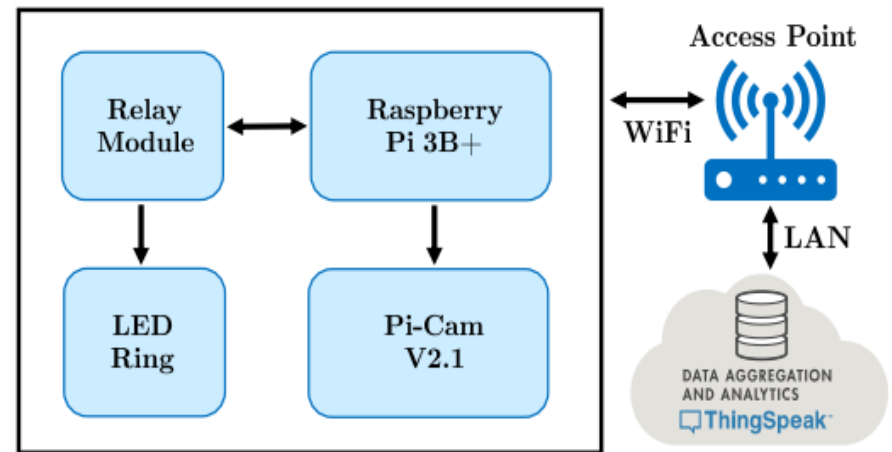 Access Point
Relay
Module
Raspberry
Pi 3B+
WiFi
LAN
LED
Ring
Pi-Cam
V2.1
DATA AGGREGATION
AND ANALYTICS
ThingSpeak™